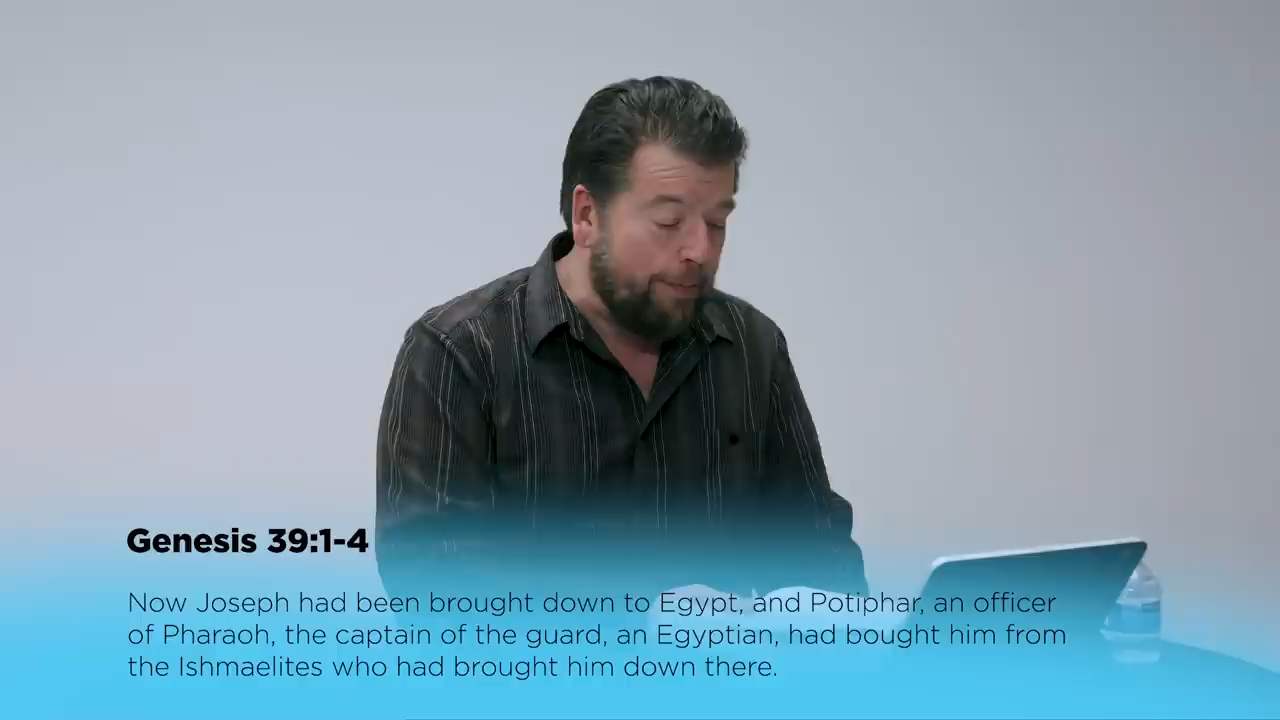 Genesis 39:1-4
Now Joseph had been brought down to Egypt, and Potiphar, an officer
of Pharaoh, the captain of the guard, an Egyptian, had bought him from
the Ishmaelites who had brought him down there.